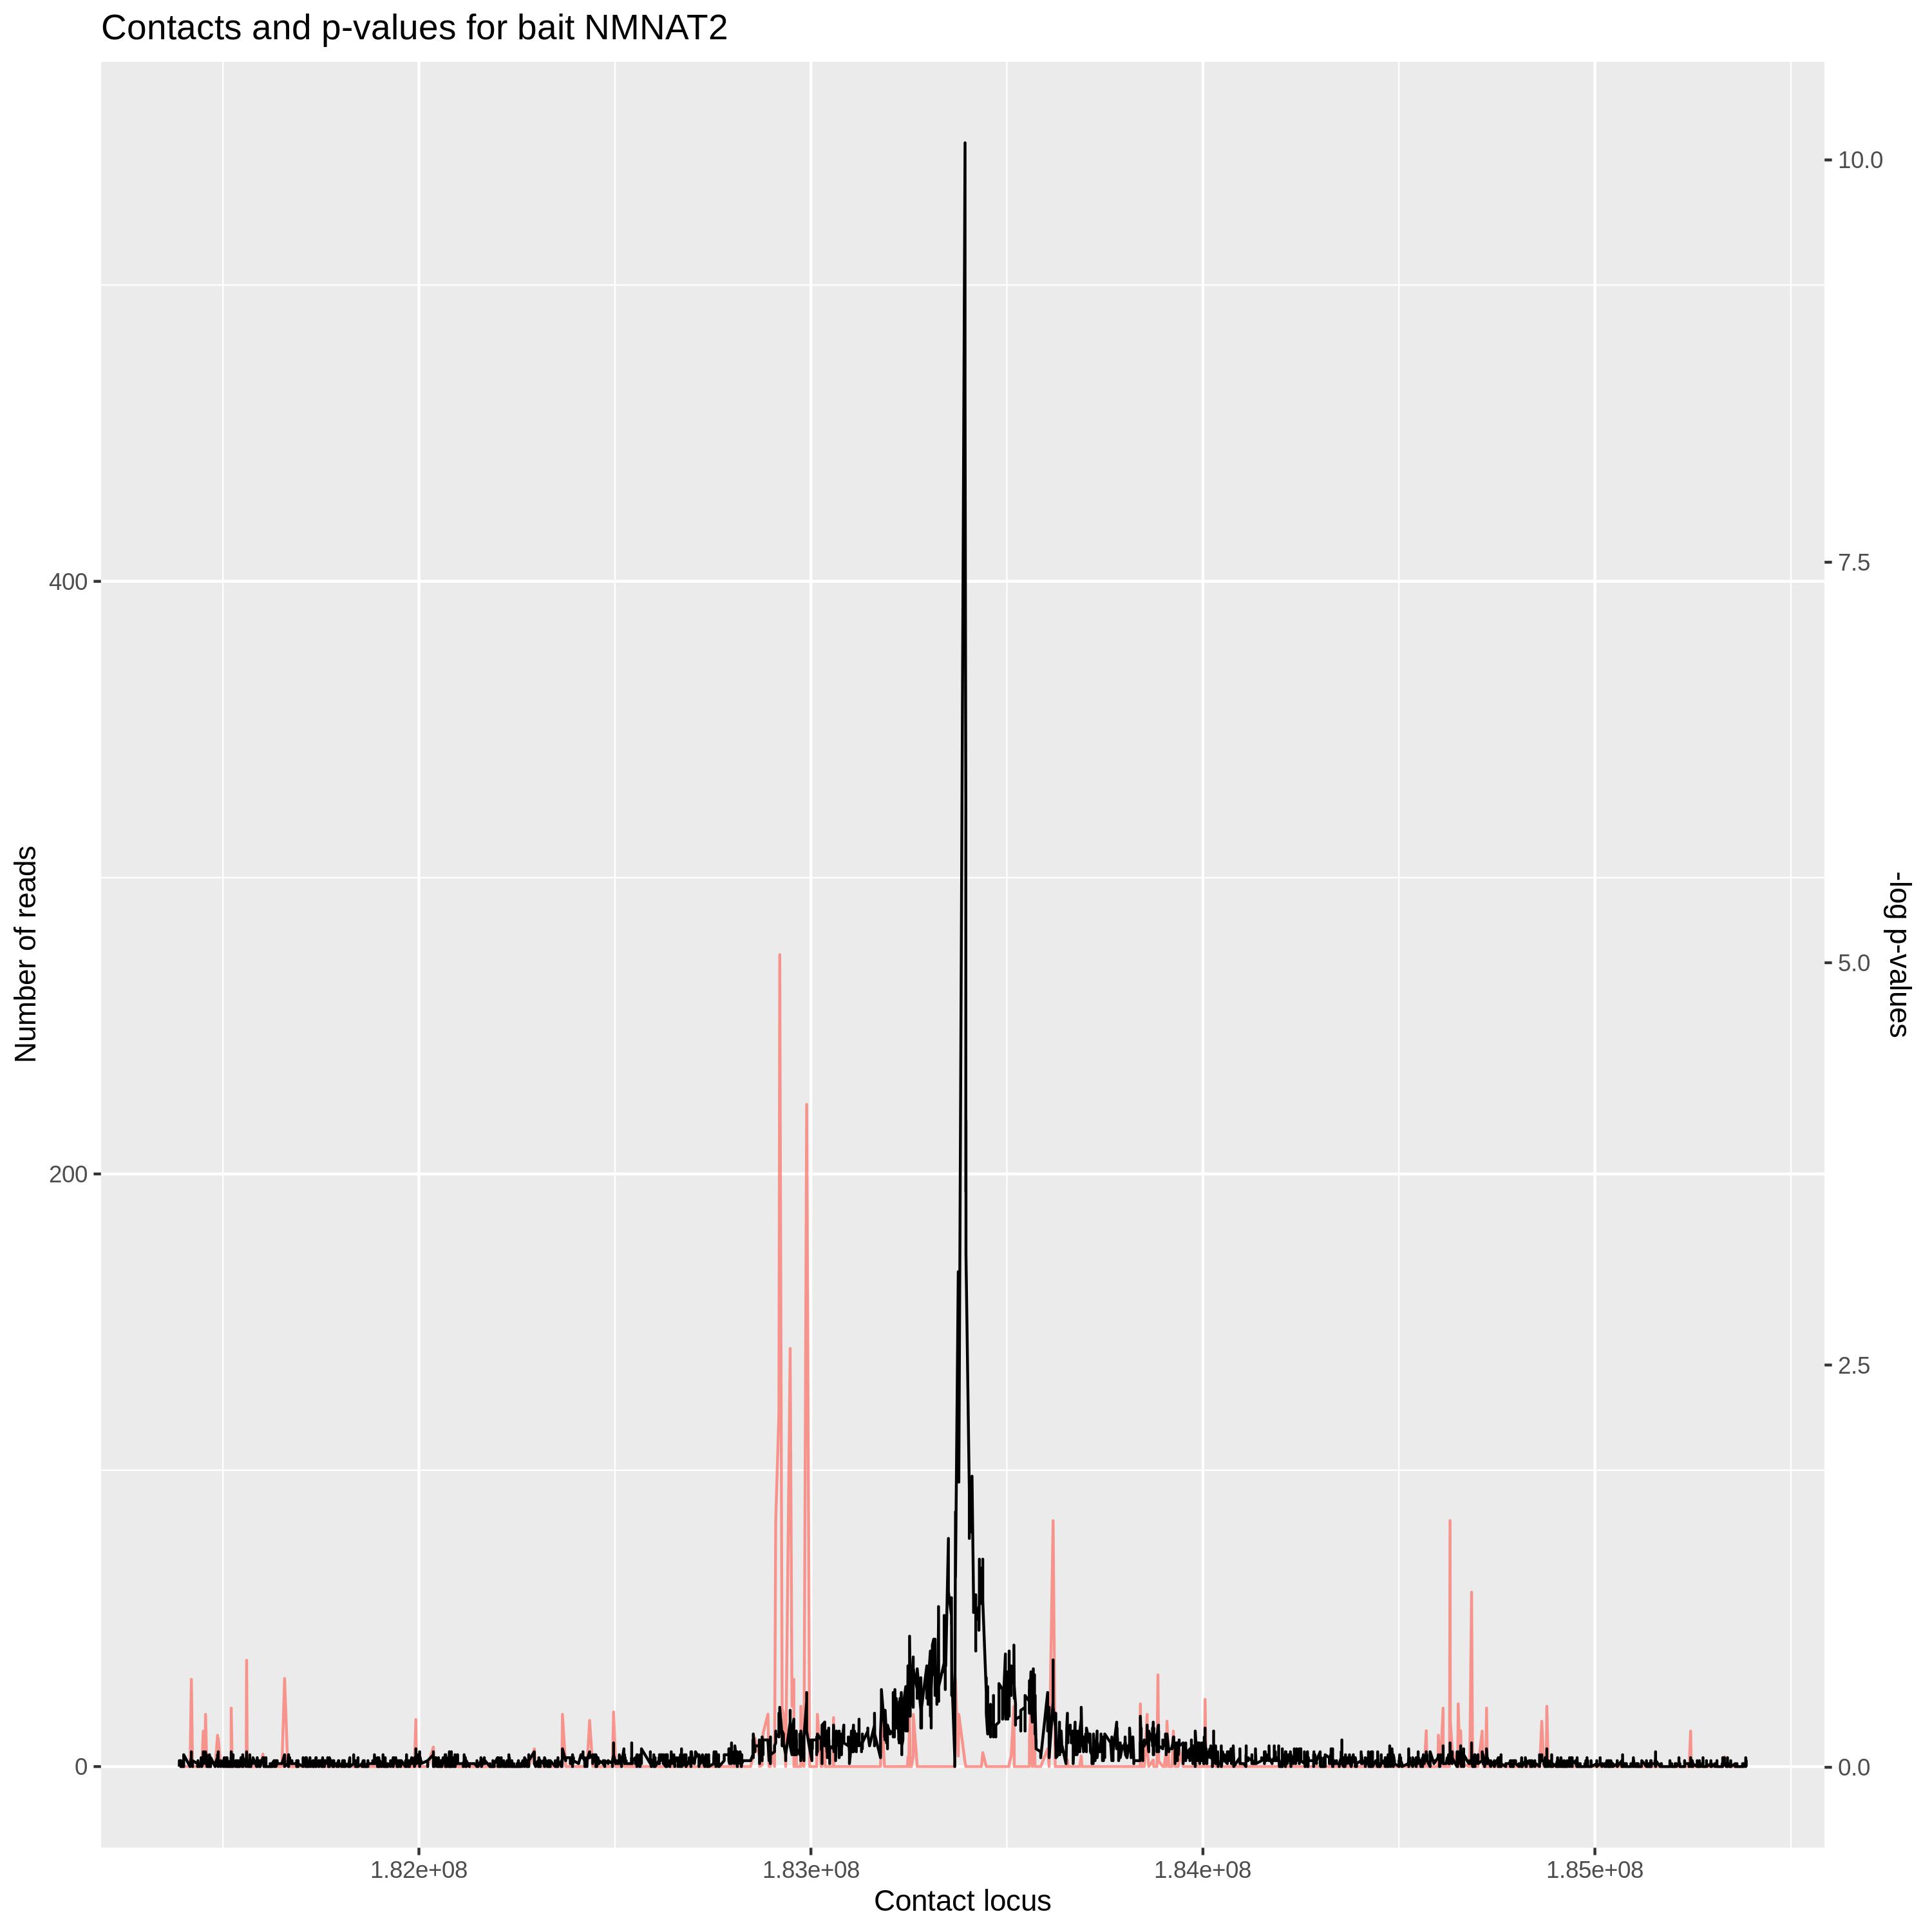 Contacts and p-values for bait NMNAT2
Number of reads
400
200
0
10.0
7.5
5.0
2.5
0.0
-log p-values
1.82e+08
1.83e+08
1.84e+08
1.85e+08
Contact locus